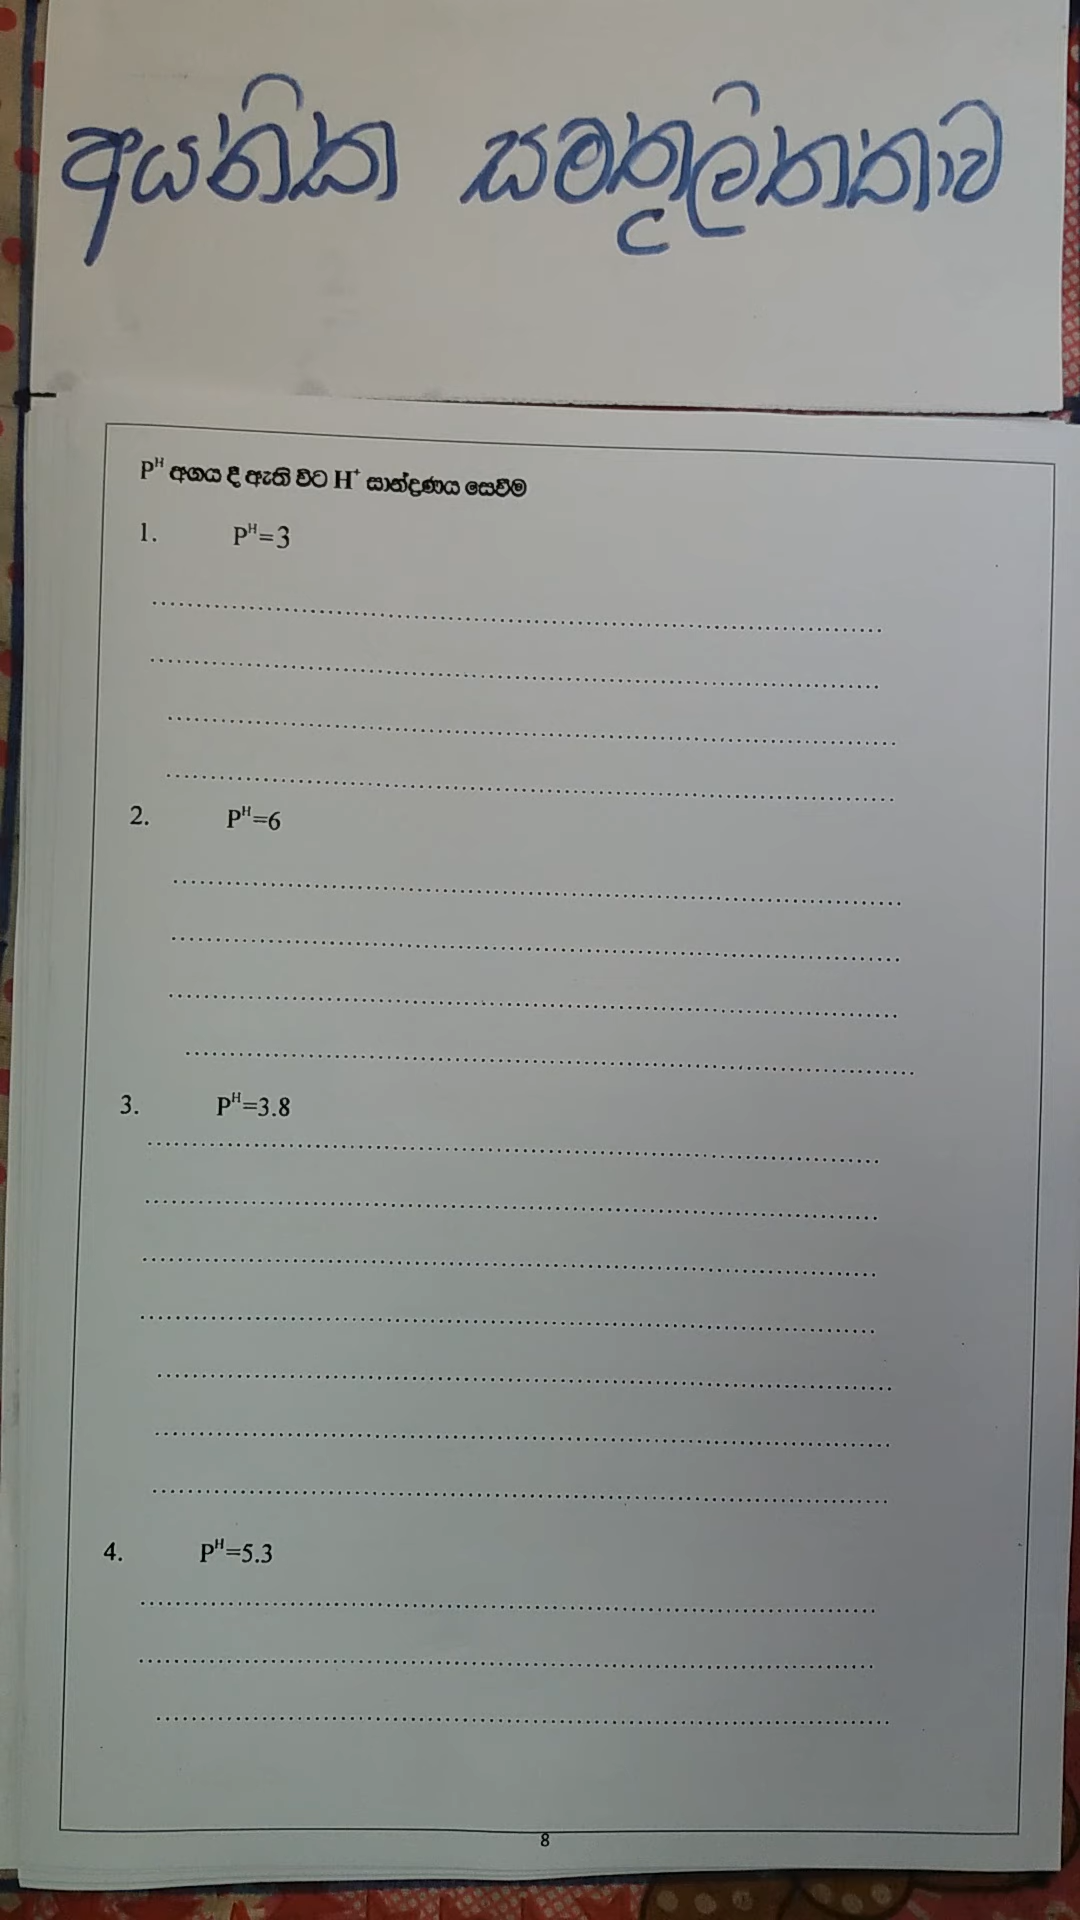 අයනික සමතුලිතතාව
P^H අගය දී ඇති විට H⁺ සාන්ද්‍රණය සෙවීම
1. P^H=3
2. P^H=6
3. P^H=3.8
4. P^H=5.3
8